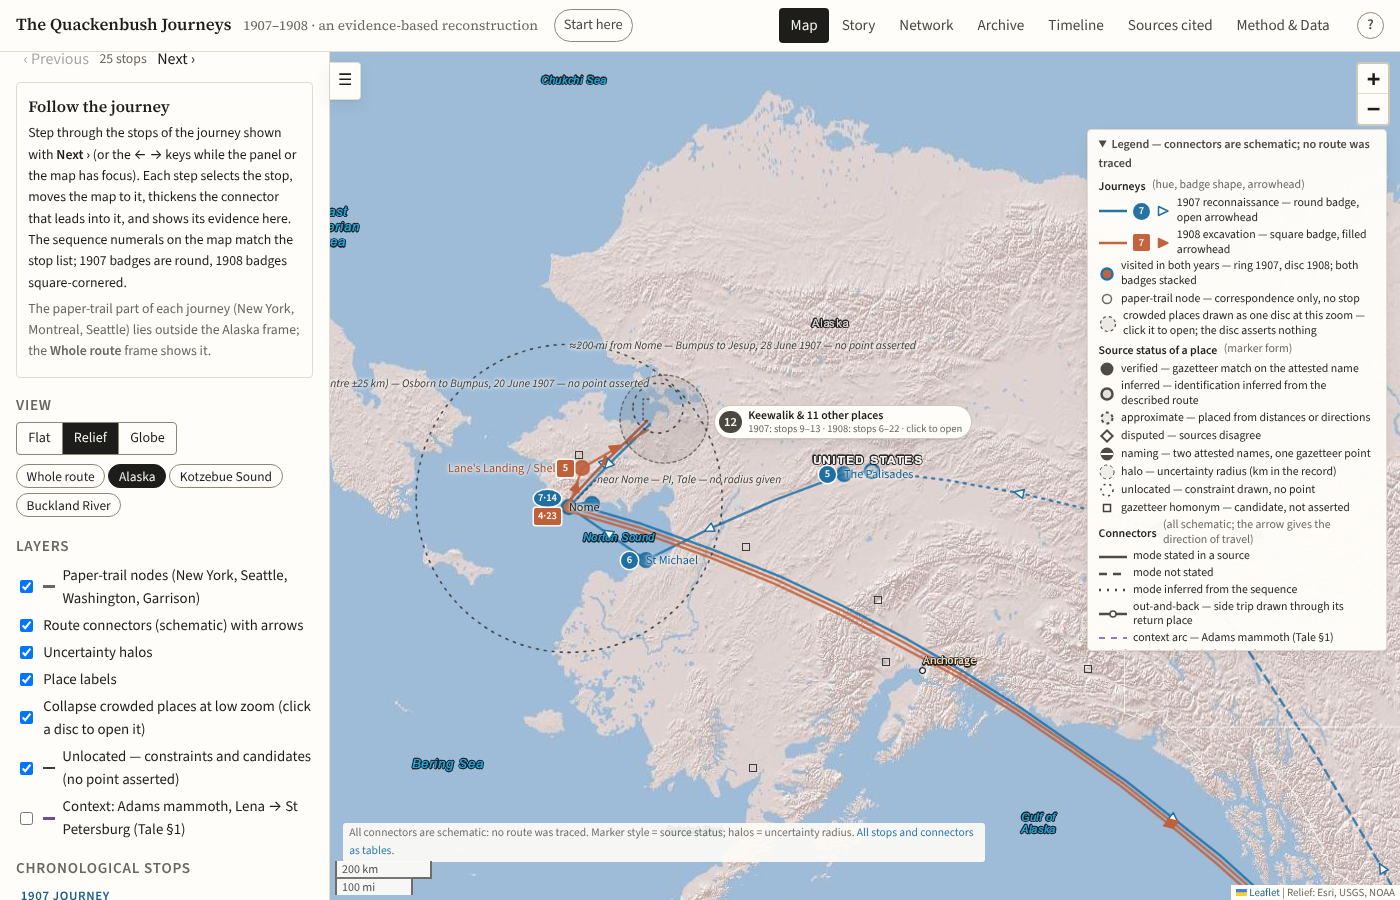 The Quackenbush Journeys 1907–1908 · an evidence-based reconstruction Start here Map Story Network Archive Timeline Sources cited Method & Data ?
‹ Previous 25 stops Next ›
Follow the journey
Step through the stops of the journey shown
with Next › (or the ← → keys while the panel or
the map has focus). Each step selects the stop,
moves the map to it, thickens the connector
that leads into it, and shows its evidence here.
The sequence numerals on the map match the
stop list; 1907 badges are round, 1908 badges
square-cornered.
The paper-trail part of each journey (New York,
Montreal, Seattle) lies outside the Alaska frame;
the Whole route frame shows it.
VIEW
Flat Relief Globe
Whole route Alaska Kotzebue Sound
Buckland River
LAYERS
Paper-trail nodes (New York, Seattle,
Washington, Garrison)
Route connectors (schematic) with arrows
Uncertainty halos
Place labels
Collapse crowded places at low zoom (click
a disc to open it)
Unlocated — constraints and candidates
(no point asserted)
Context: Adams mammoth, Lena → St
Petersburg (Tale §1)
CHRONOLOGICAL STOPS
1907 JOURNEY
☰
Chukchi Sea
ast
erian
ea
Alaska
≈200 mi from Nome — Bumpus to Jesup, 28 June 1907 — no point asserted
ntre ±25 km) — Osborn to Bumpus, 20 June 1907 — no point asserted
12 Keewalik & 11 other places
1907: stops 9–13 · 1908: stops 6–22 · click to open
UNITED STATES
Lane's Landing / Shel 5
5 The Palisades
near Nome — PI, Tale — no radius given
7·14
4·23
Nome
Norton Sound
6 St Michael
Anchorage
Bering Sea
Gulf of
Alaska
All connectors are schematic: no route was traced. Marker style = source status; halos = uncertainty radius. All stops and connectors
as tables.
200 km
100 mi
+
−
▼ Legend — connectors are schematic; no route was
traced
Journeys (hue, badge shape, arrowhead)
7 1907 reconnaissance — round badge,
open arrowhead
7 1908 excavation — square badge, filled
arrowhead
visited in both years — ring 1907, disc 1908; both
badges stacked
paper-trail node — correspondence only, no stop
crowded places drawn as one disc at this zoom —
click it to open; the disc asserts nothing
Source status of a place (marker form)
verified — gazetteer match on the attested name
inferred — identification inferred from the
described route
approximate — placed from distances or directions
disputed — sources disagree
naming — two attested names, one gazetteer point
halo — uncertainty radius (km in the record)
unlocated — constraint drawn, no point
gazetteer homonym — candidate, not asserted
Connectors (all schematic; the arrow gives the
direction of travel)
mode stated in a source
mode not stated
mode inferred from the sequence
out-and-back — side trip drawn through its
return place
context arc — Adams mammoth (Tale §1)
Leaflet | Relief: Esri, USGS, NOAA